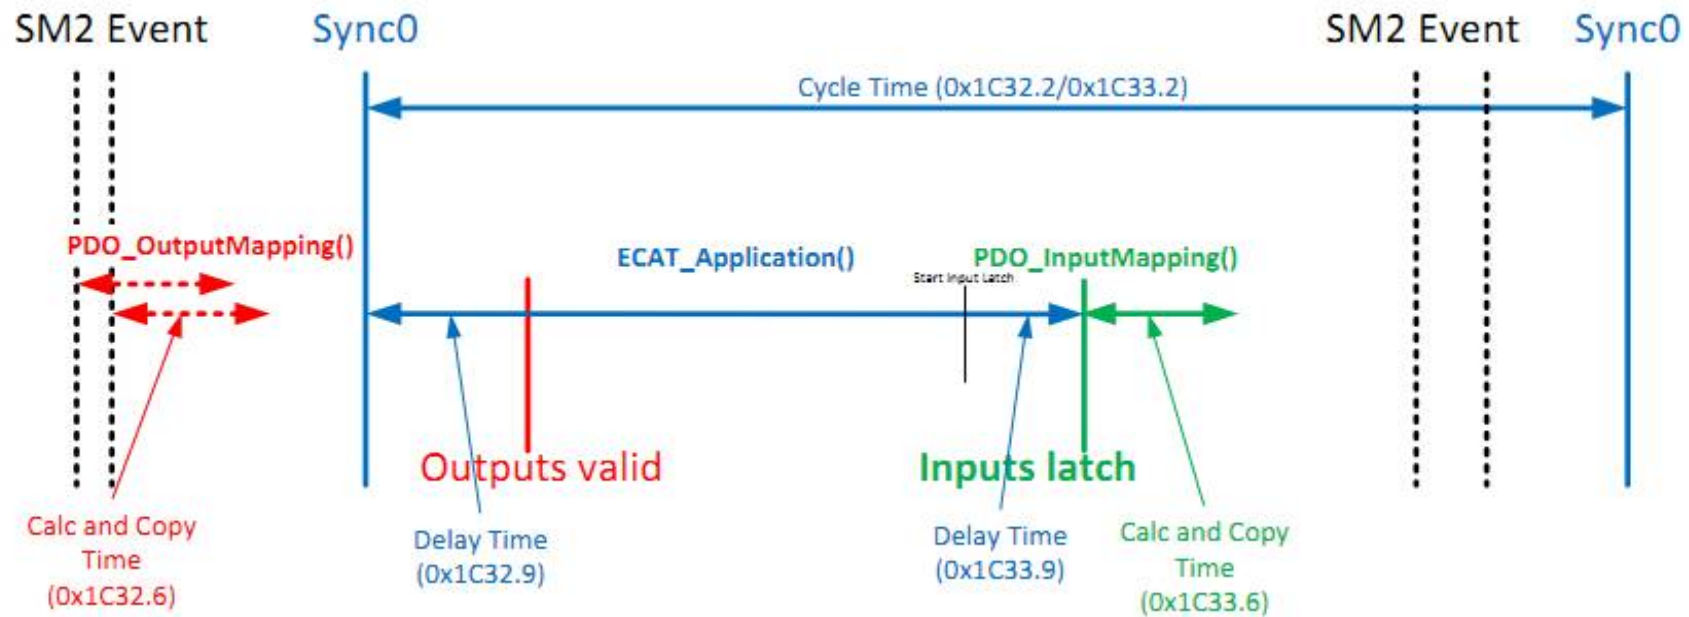 SM2 Event
Sync0
SM2 Event
Sync0
Cycle Time (0x1C32.2/0x1C33.2)
PDO_OutputMapping()
ECAT_Application()
PDO_InputMapping()
Start Input Latch
Outputs valid
Inputs latch
Calc and Copy
Time
(0x1C32.6)
Delay Time
(0x1C32.9)
Delay Time
(0x1C33.9)
Calc and Copy
Time
(0x1C33.6)